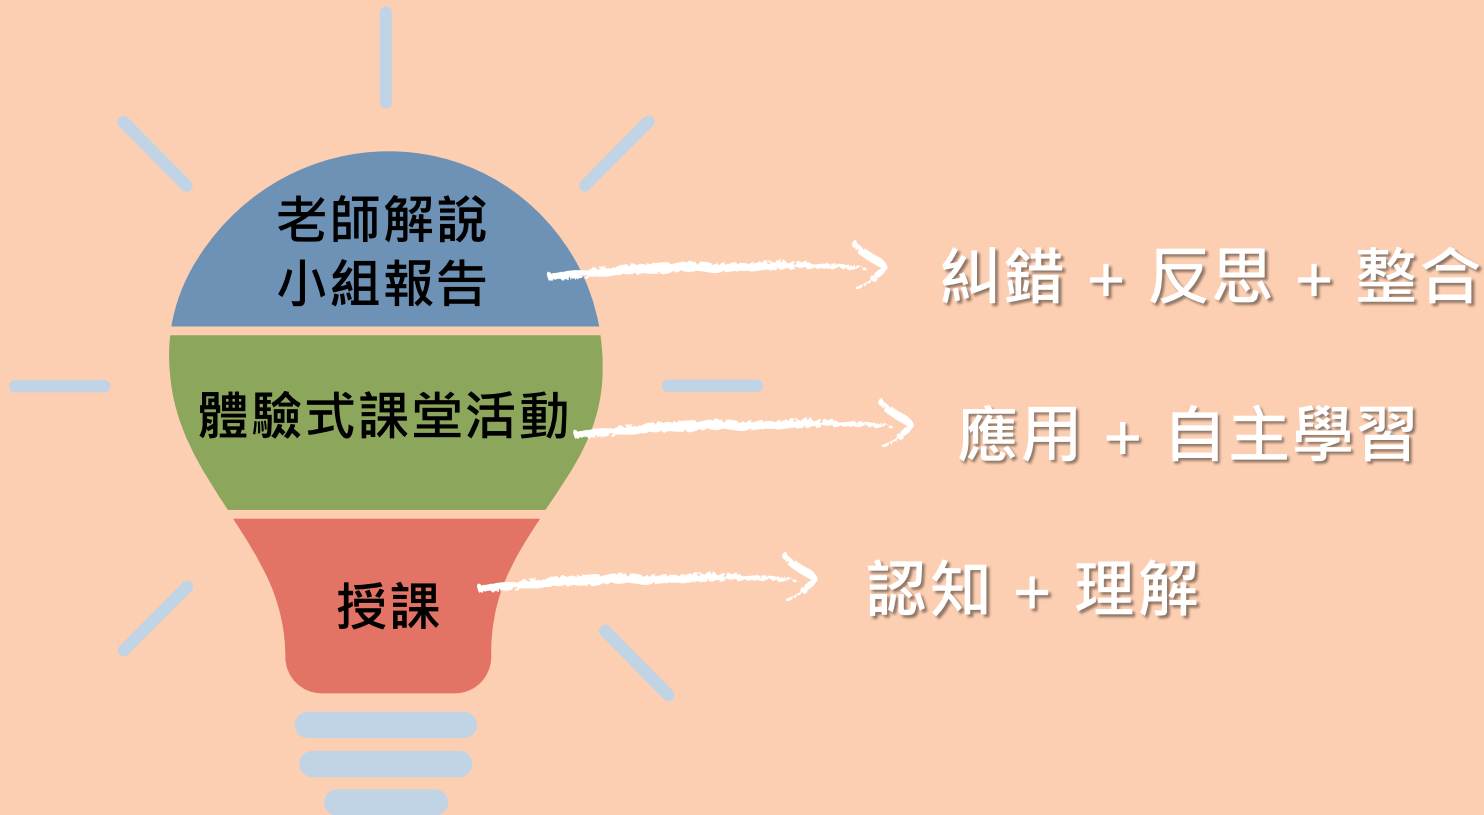 老師解說
小組報告
糾錯 + 反思 + 整合
體驗式課堂活動
應用 + 自主學習
授課
認知 + 理解